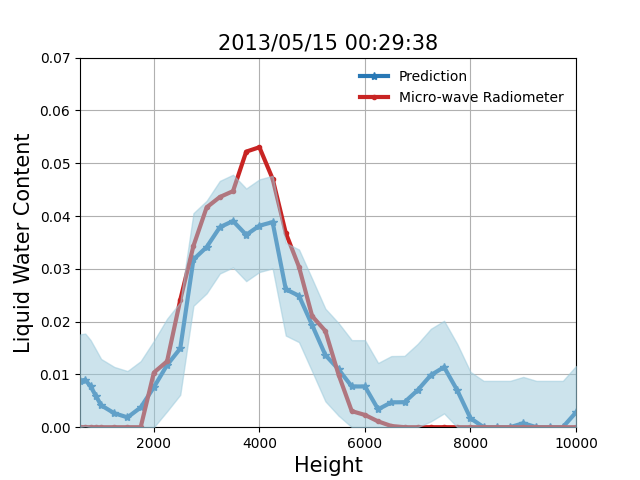 2013/05/15 00:29:38
Prediction
Micro-wave Radiometer
Liquid Water Content
0.07
0.06
0.05
0.04
0.03
0.02
0.01
0.00
2000 4000 6000 8000 10000
Height